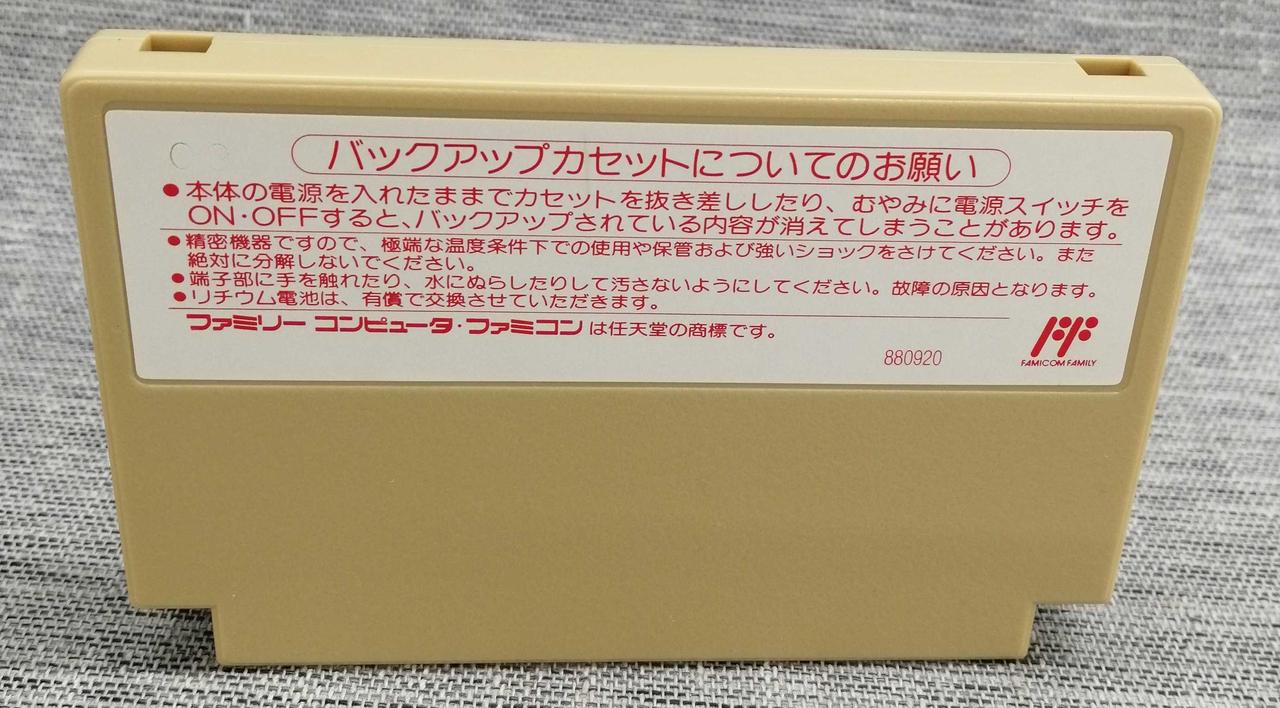 バックアップカセットについてのお願い
●本体の電源を入れたままでカセットを抜き差ししたり、むやみに電源スイッチを
ON・OFFすると、バックアップされている内容が消えてしまうことがあります。
●精密機器ですので、極端な温度条件下での使用や保管および強いショックをさけてください。また
絶対に分解しないでください。
●端子部に手を触れたり、水にぬらしたりして汚さないようにしてください。故障の原因となります。
●リチウム電池は、有償で交換させていただきます。
ファミリー コンピュータ・ファミコン は任天堂の商標です。
880920
FAMICOM FAMILY